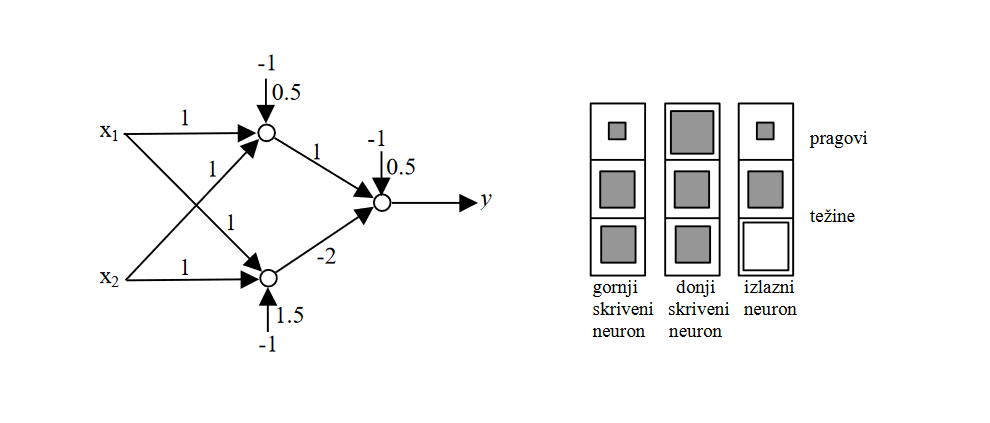 -1
0.5
1
x₁
1
1
-1
0.5
1
y
1
-2
x₂
1
1.5
-1
pragovi
težine
gornji skriveni neuron
donji skriveni neuron
izlazni neuron